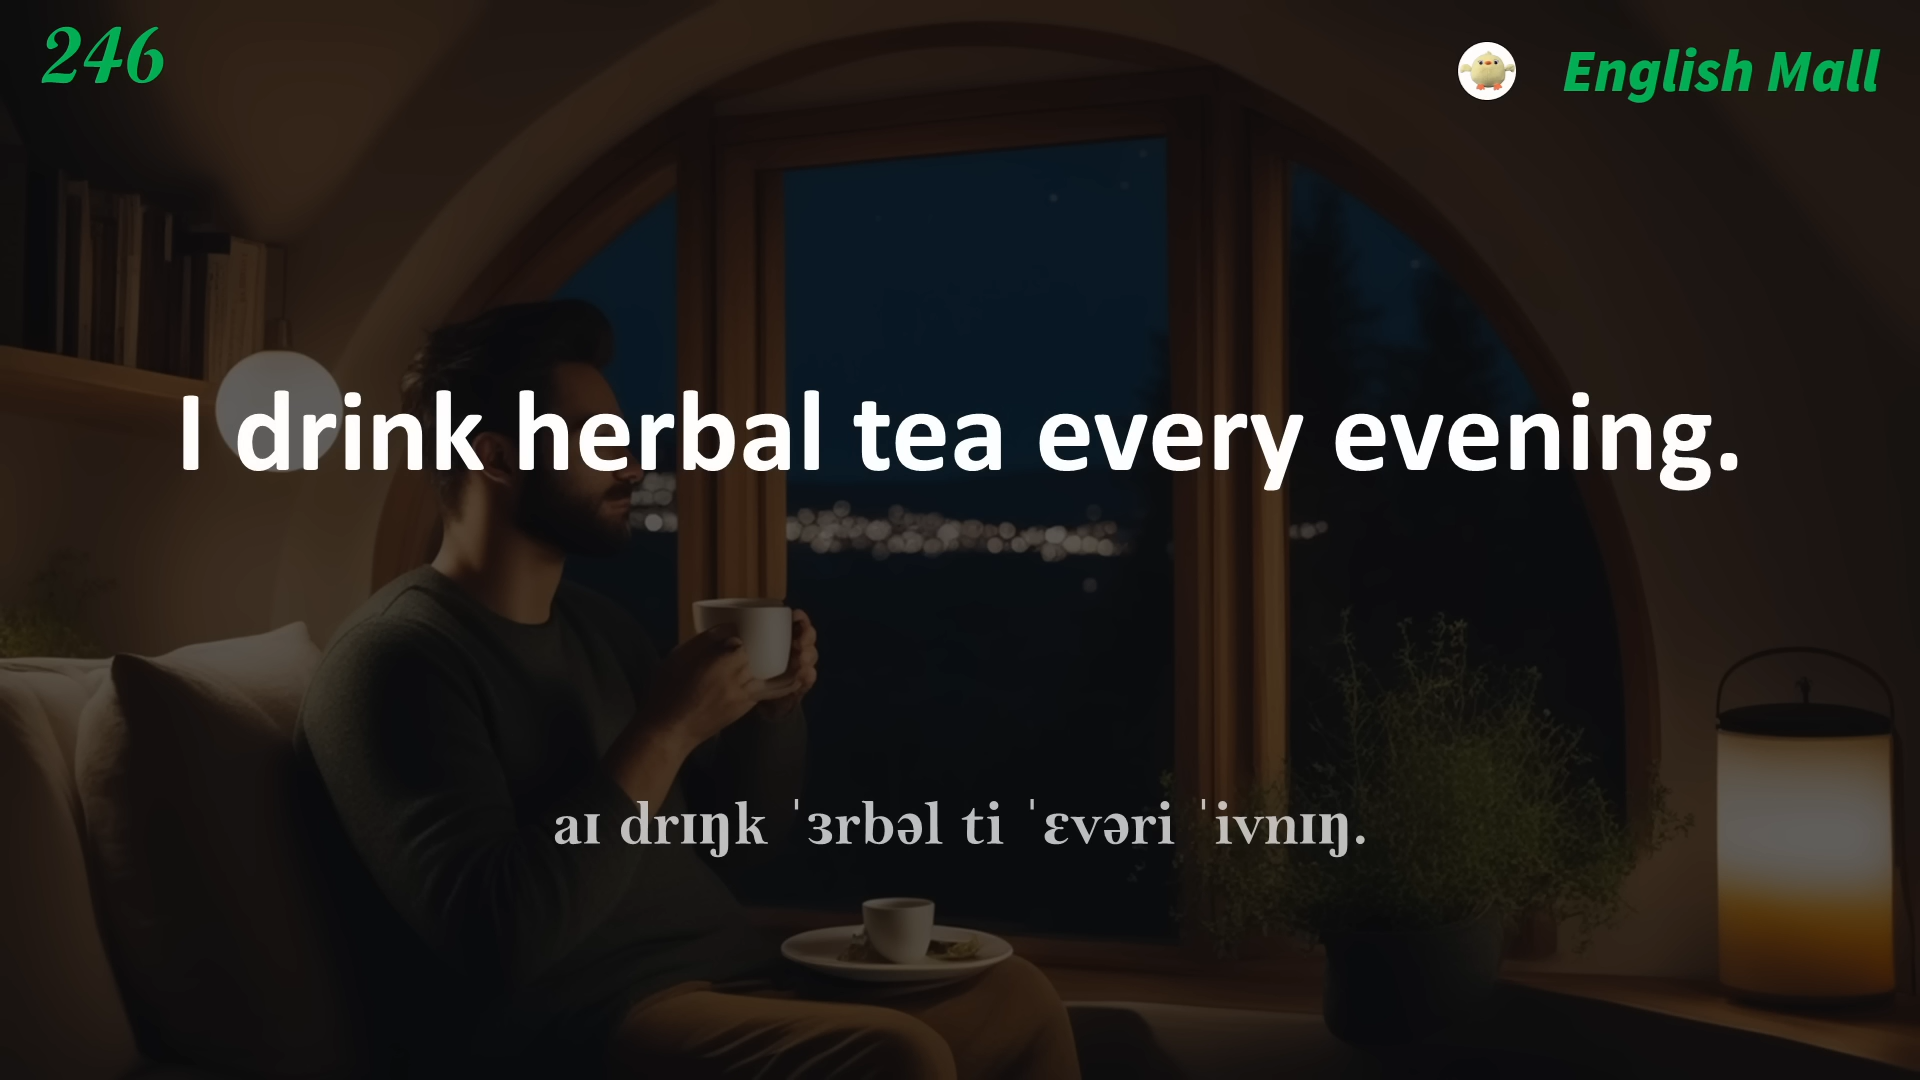 246
English Mall
I drink herbal tea every evening.
aɪ drɪŋk ˈɜrbəl ti ˈɛvəri ˈivnɪŋ.